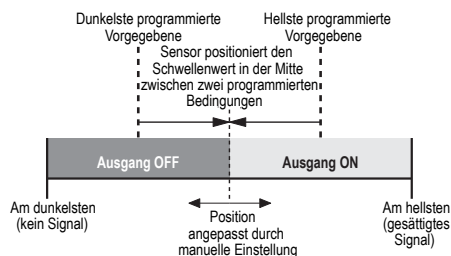 Dunkelste programmierte
Vorgegebene
Hellste programmierte
Vorgegebene
Sensor positioniert den
Schwellenwert in der Mitte
zwischen zwei programmierten
Bedingungen
Ausgang OFF
Ausgang ON
Am dunkelsten
(kein Signal)
Position
angepasst durch
manuelle Einstellung
Am hellsten
(gesättigtes
Signal)